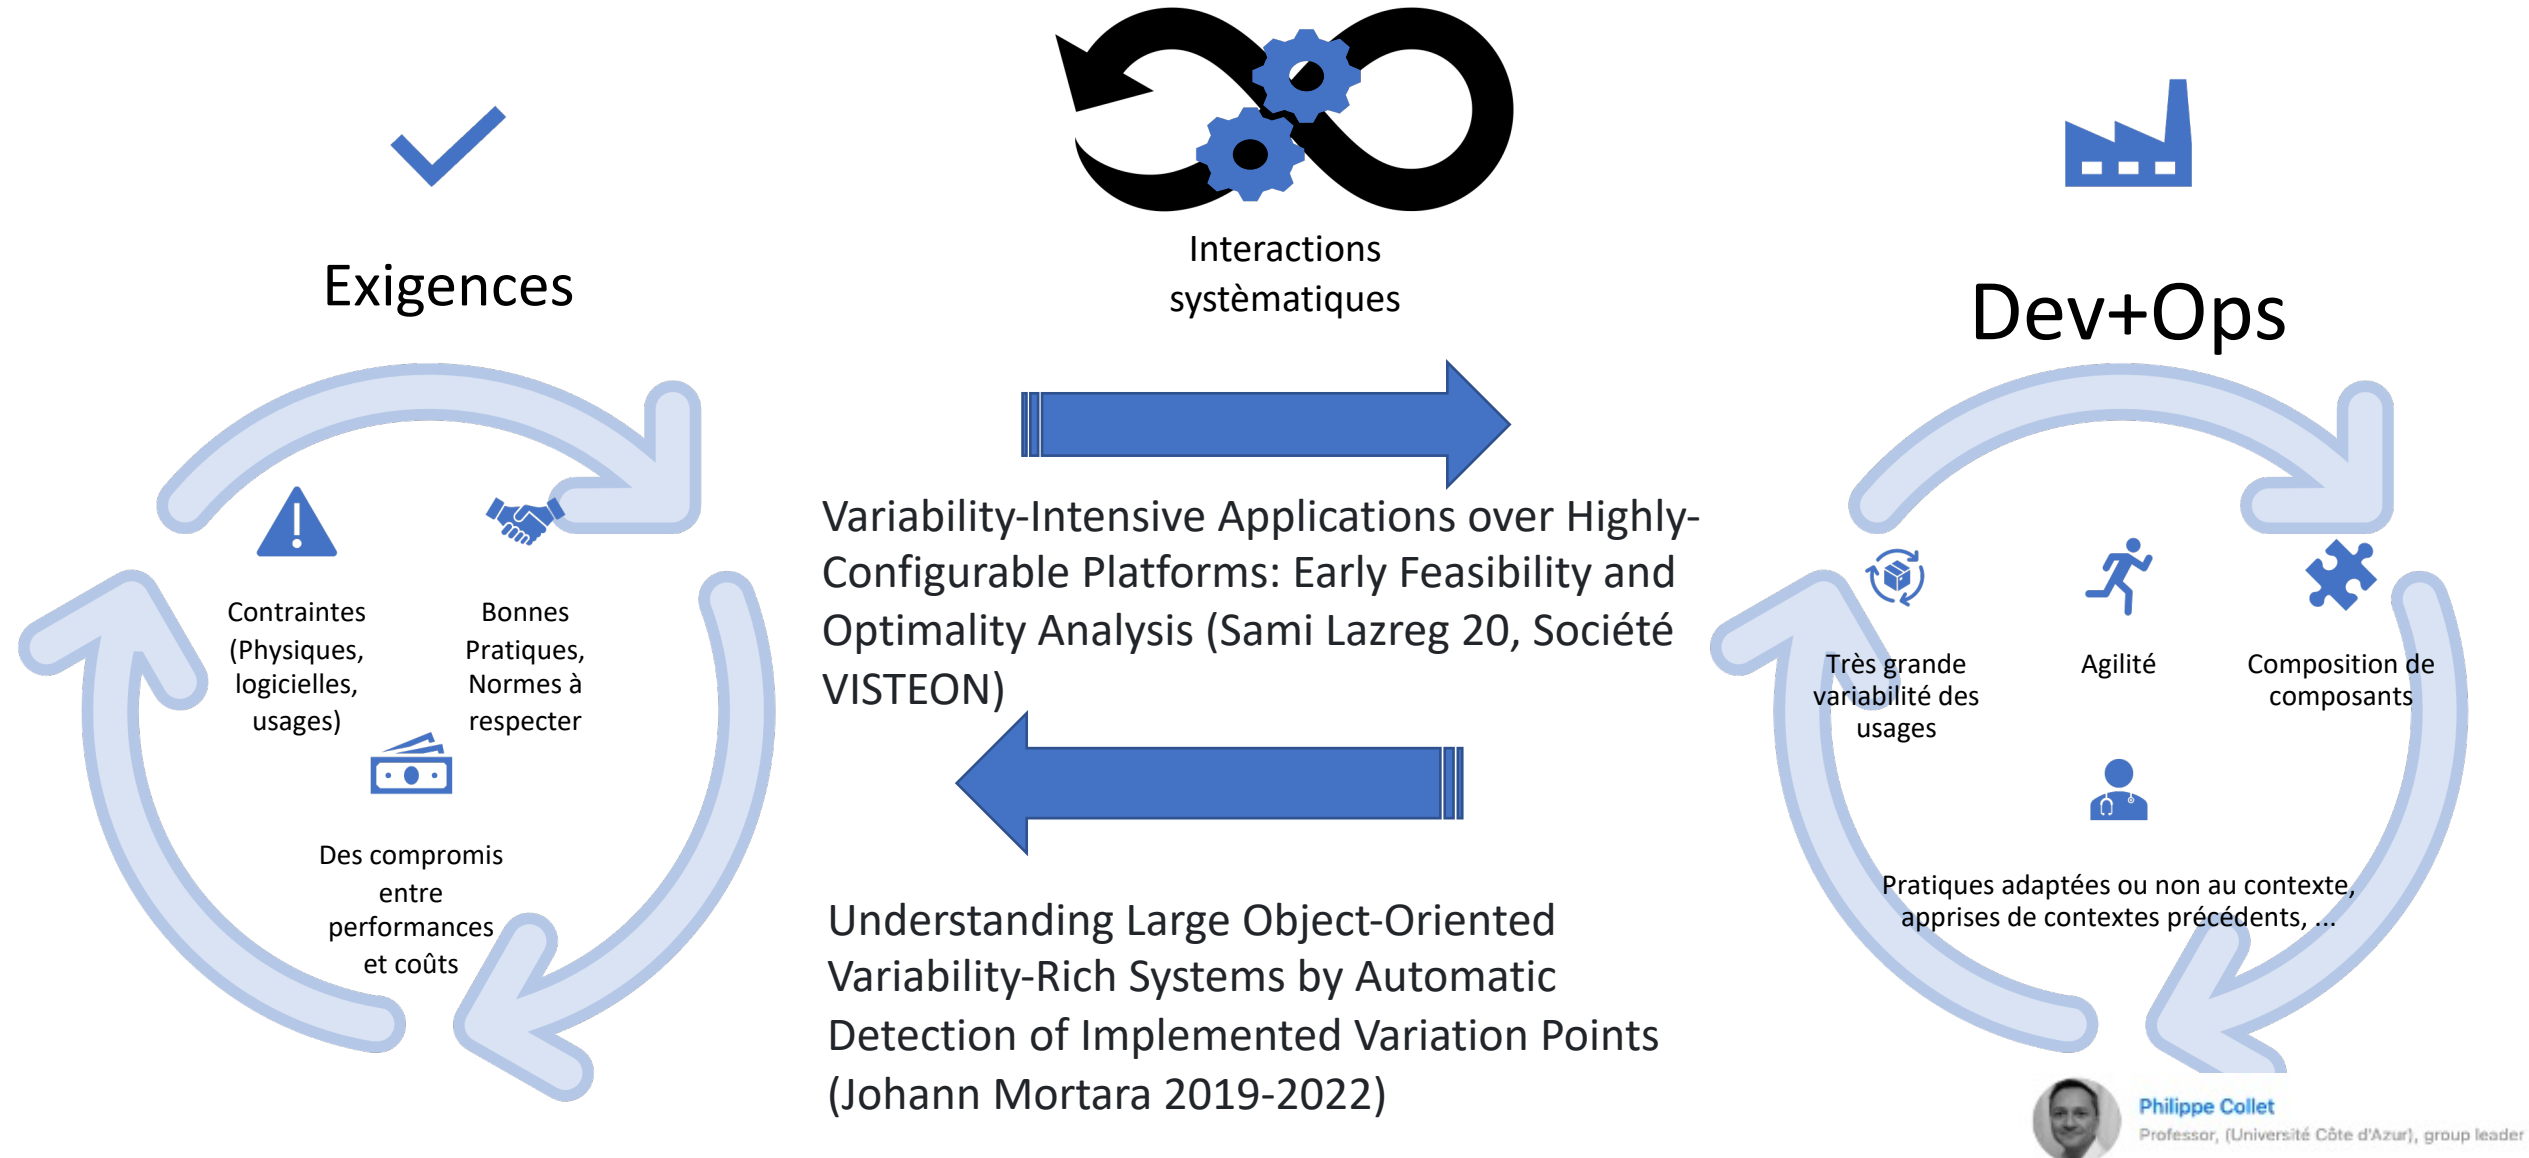 Exigences
Contraintes
(Physiques,
logicielles,
usages)
Bonnes
Pratiques,
Normes à
respecter
Des compromis
entre
performances
et coûts
Interactions
systèmatiques
Variability-Intensive Applications over Highly-
Configurable Platforms: Early Feasibility and
Optimality Analysis (Sami Lazreg 20, Société
VISTEON)
Understanding Large Object-Oriented
Variability-Rich Systems by Automatic
Detection of Implemented Variation Points
(Johann Mortara 2019-2022)
Dev+Ops
Très grande
variabilité des
usages
Agilité
Composition de
composants
Pratiques adaptées ou non au contexte,
apprises de contextes précédents, ...
Philippe Collet
Professor, (Université Côte d'Azur), group leader